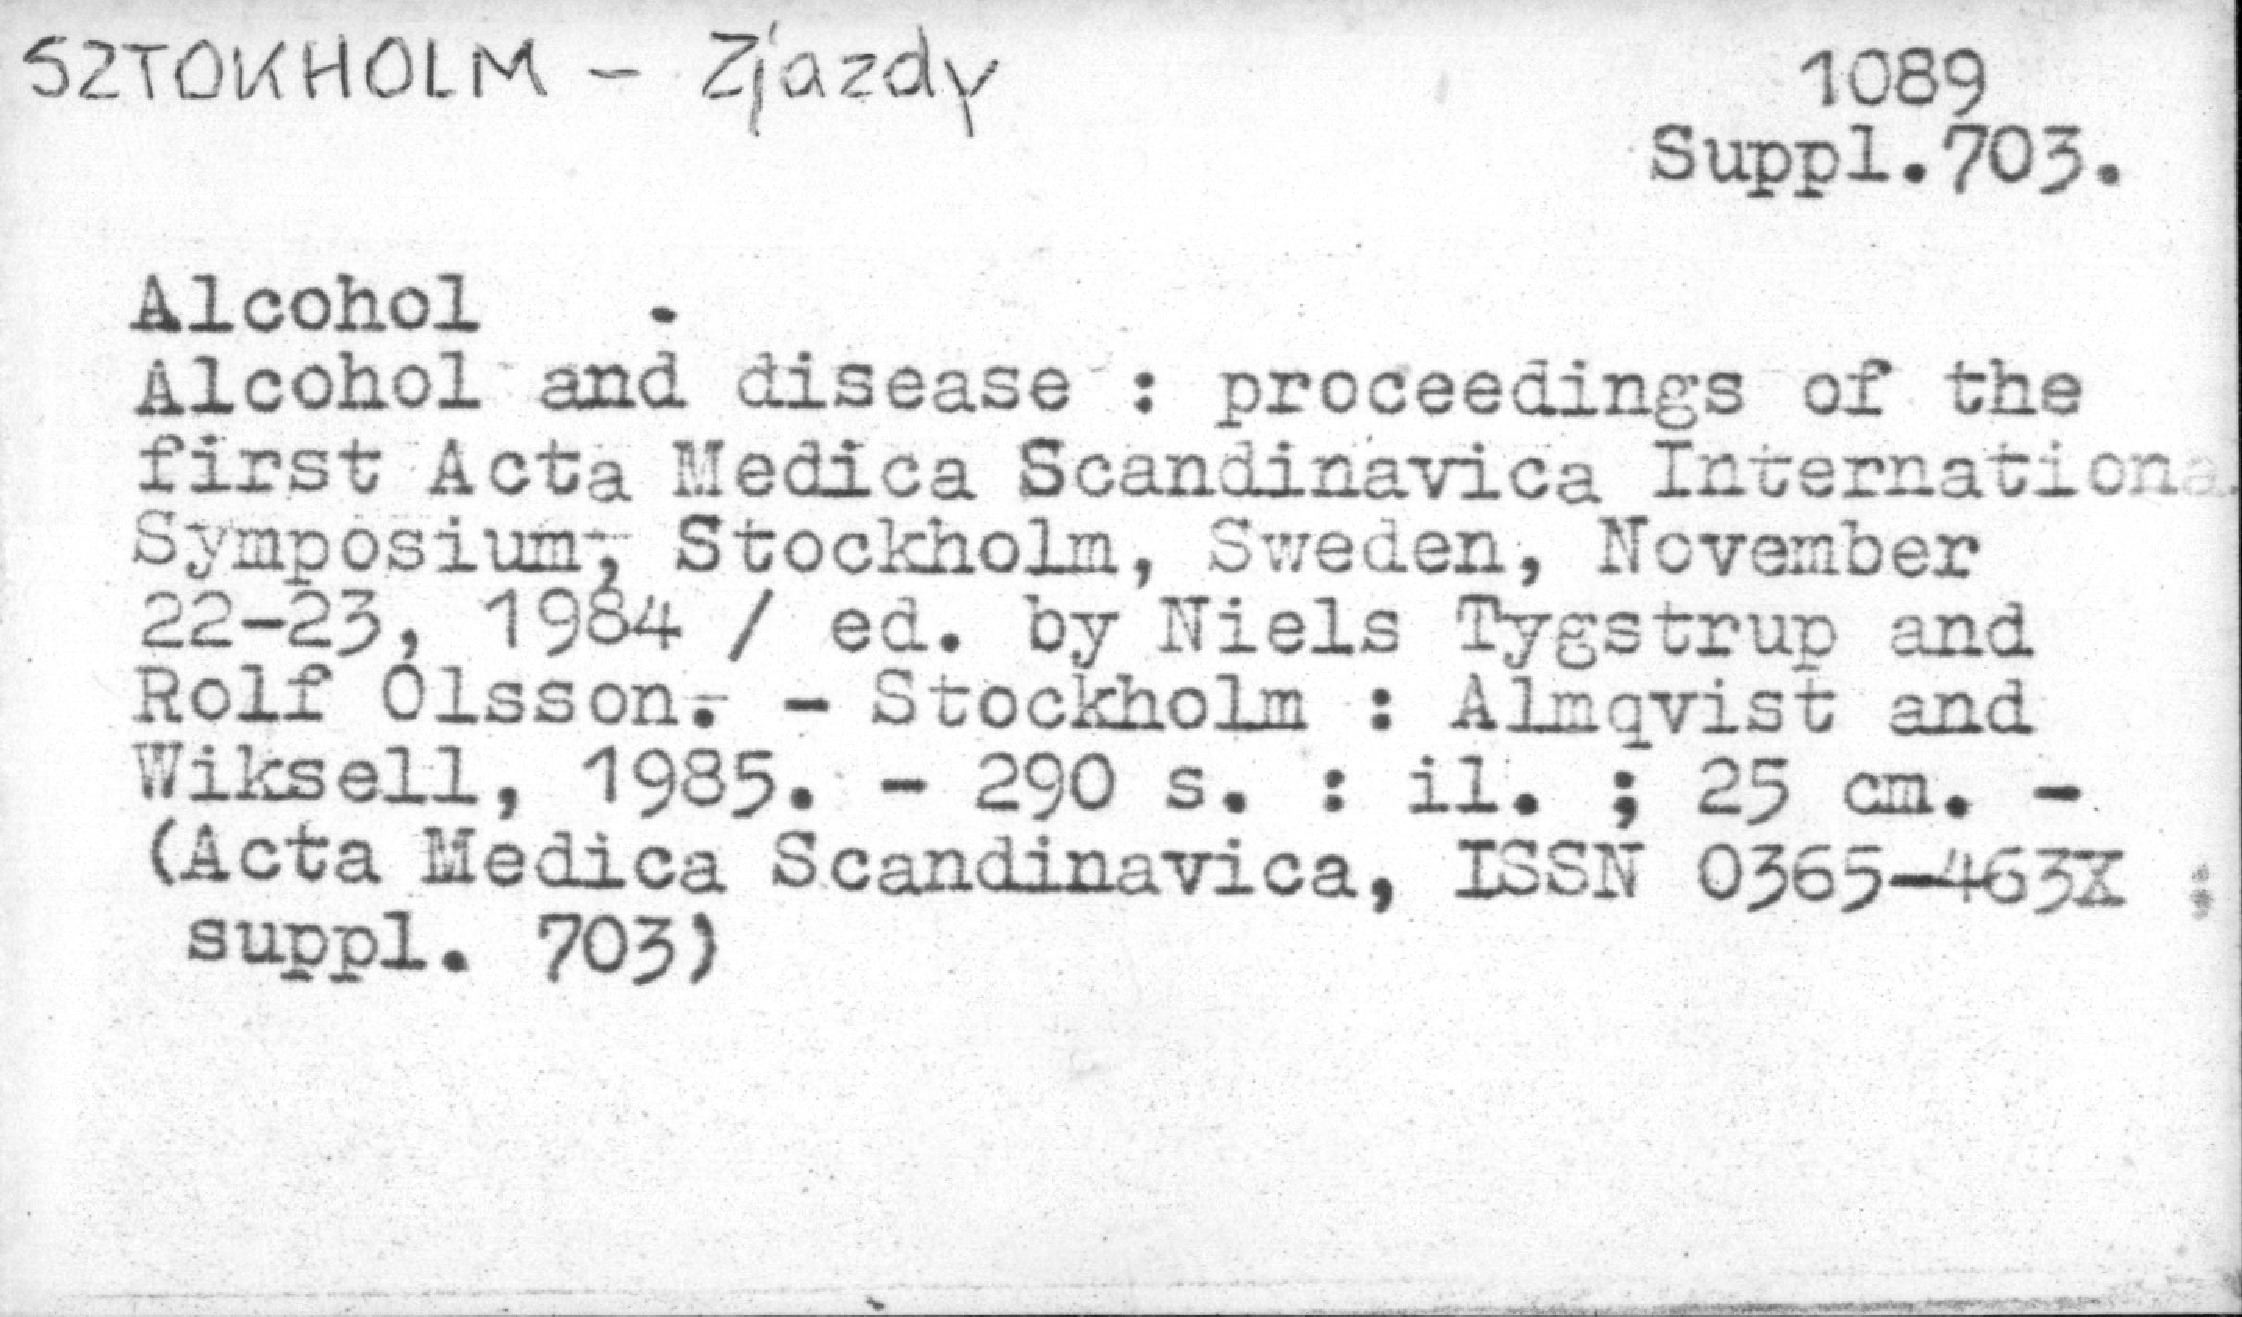 SZTOKHOLM - Zjazdy
1089
Suppl.703.
Alcohol .
Alcohol and disease : proceedings of the
first Acta Medica Scandinavica Internationa
Symposium, Stockholm, Sweden, November
22-23, 1984 / ed. by Niels Tygstrup and
Rolf Olsson. - Stockholm : Almqvist and
Wiksell, 1985. - 290 s. : il. ; 25 cm. -
(Acta Medica Scandinavica, ISSN 0365-463X :
suppl. 703)